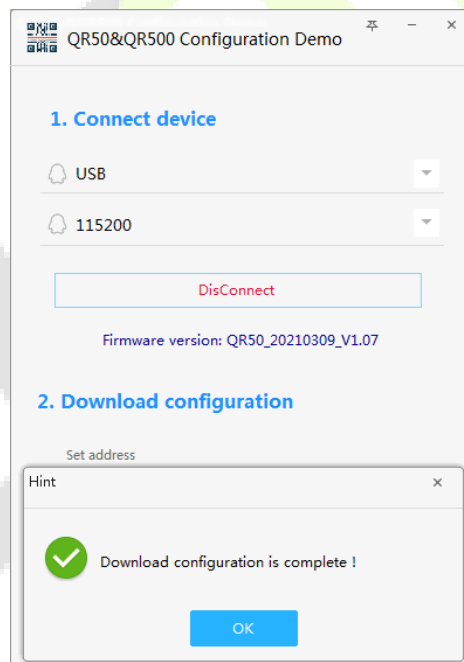 QR50&QR500 Configuration Demo
1. Connect device
USB
115200
DisConnect
Firmware version: QR50_20210309_V1.07
2. Download configuration
Set address
Hint
Download configuration is complete !
OK